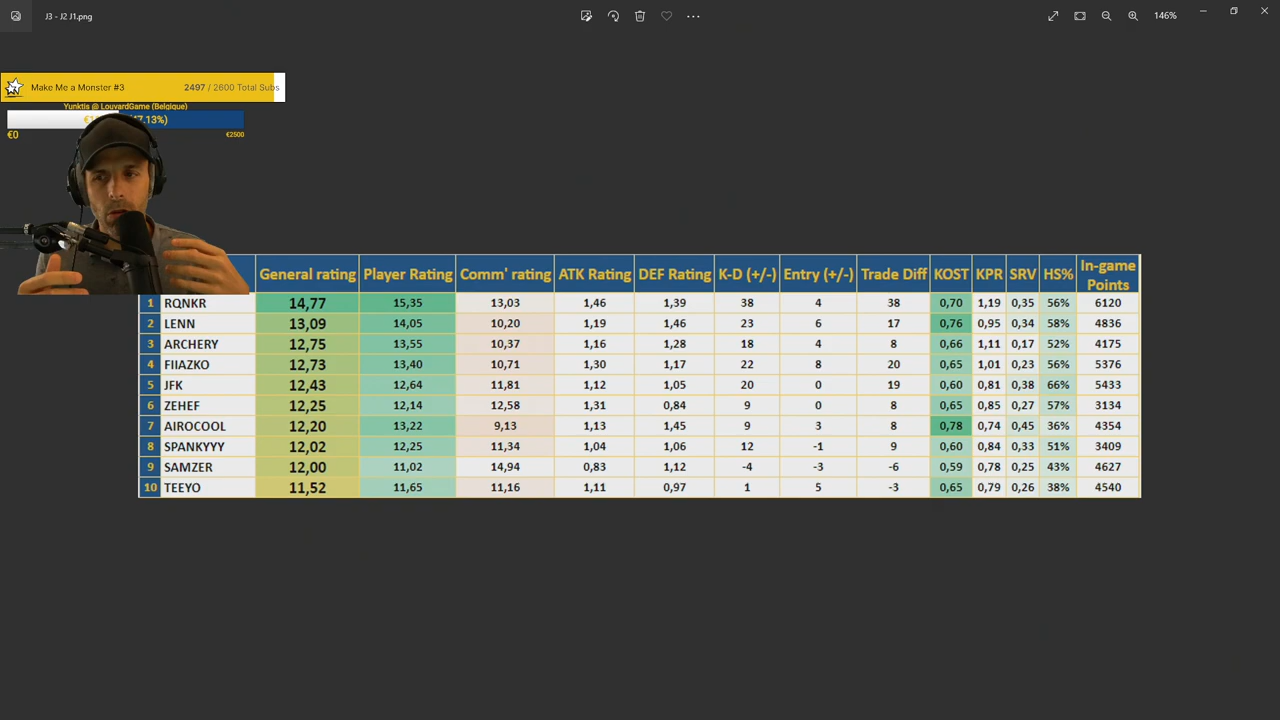 J3 - J2 J1.png
146%
Make Me a Monster #3 2497 / 2600 Total Subs
Yunktis @ LouvardGame (Belgique)
€0 €2500
General rating Player Rating Comm' rating ATK Rating DEF Rating K-D (+/-) Entry (+/-) Trade Diff KOST KPR SRV HS% In-game Points
1 RQNKR 14,77 15,35 13,03 1,46 1,39 38 4 38 0,70 1,19 0,35 56% 6120
2 LENN 13,09 14,05 10,20 1,19 1,46 23 6 17 0,76 0,95 0,34 58% 4836
3 ARCHERY 12,75 13,55 10,37 1,16 1,28 18 4 8 0,66 1,11 0,17 52% 4175
4 FIIAZKO 12,73 13,40 10,71 1,30 1,17 22 8 20 0,65 1,01 0,23 56% 5376
5 JFK 12,43 12,64 11,81 1,12 1,05 20 0 19 0,60 0,81 0,38 66% 5433
6 ZEHEF 12,25 12,14 12,58 1,31 0,84 9 0 8 0,65 0,85 0,27 57% 3134
7 AIROCOOL 12,20 13,22 9,13 1,13 1,45 9 3 8 0,78 0,74 0,45 36% 4354
8 SPANKYYY 12,02 12,25 11,34 1,04 1,06 12 -1 9 0,60 0,84 0,33 51% 3409
9 SAMZER 12,00 11,02 14,94 0,83 1,12 -4 -3 -6 0,59 0,78 0,25 43% 4627
10 TEEYO 11,52 11,65 11,16 1,11 0,97 1 5 -3 0,65 0,79 0,26 38% 4540